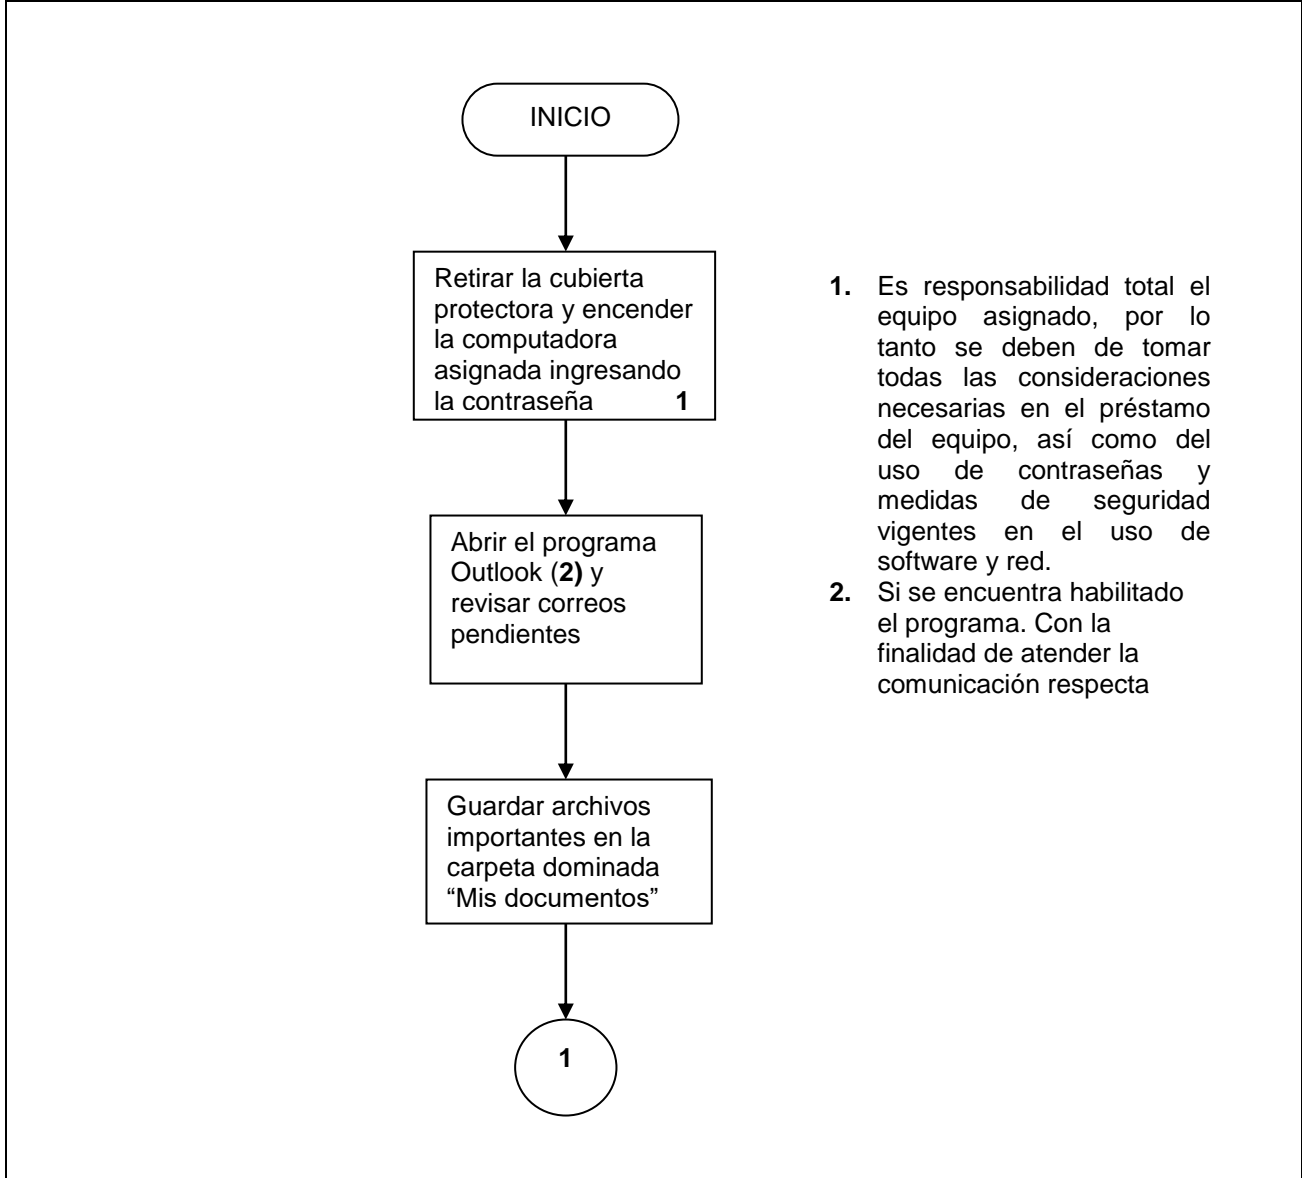 INICIO
Retirar la cubierta
protectora y encender
la computadora
asignada ingresando
la contraseña 1
Abrir el programa
Outlook (2) y
revisar correos
pendientes
Guardar archivos
importantes en la
carpeta dominada
“Mis documentos”
1
1. Es responsabilidad total el
equipo asignado, por lo
tanto se deben de tomar
todas las consideraciones
necesarias en el préstamo
del equipo, así como del
uso de contraseñas y
medidas de seguridad
vigentes en el uso de
software y red.
2. Si se encuentra habilitado
el programa. Con la
finalidad de atender la
comunicación respecta